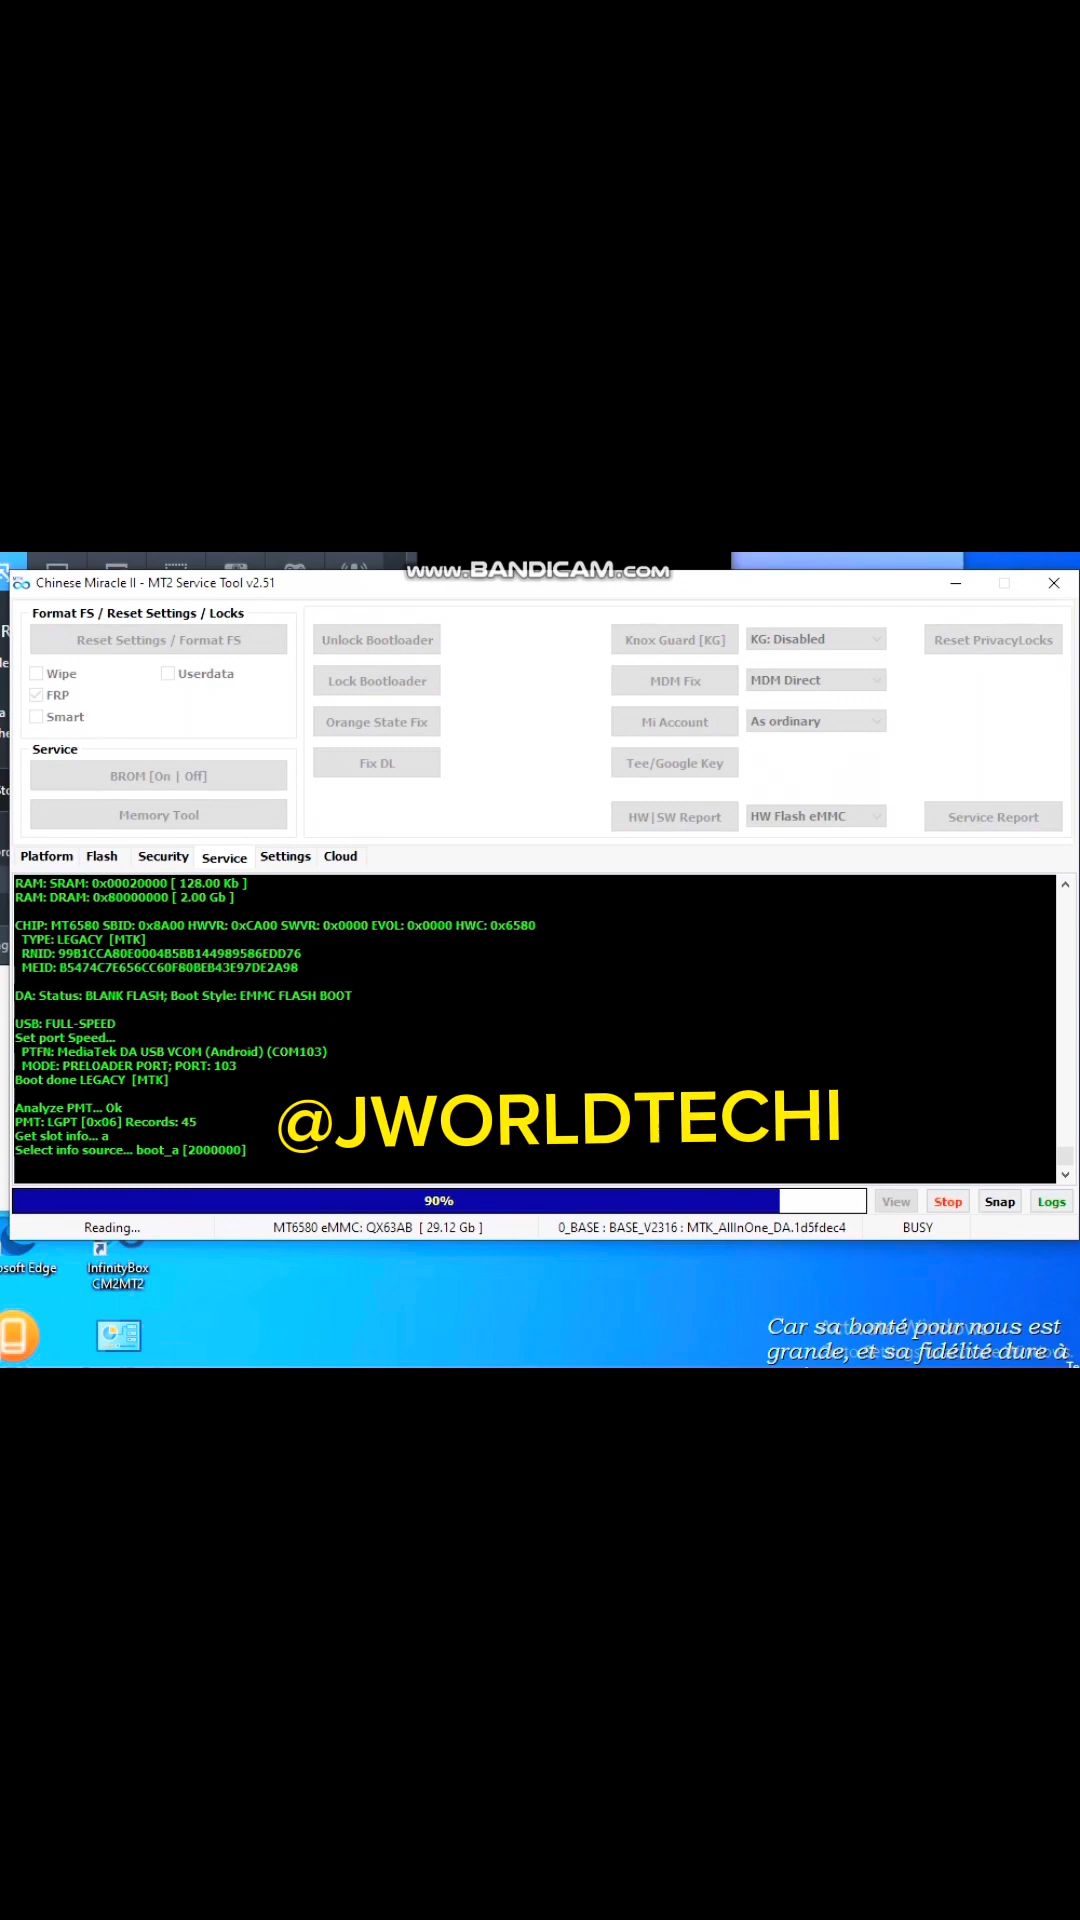 www.BANDICAM.com
Chinese Miracle II - MT2 Service Tool v2.51
Format FS / Reset Settings / Locks
Reset Settings / Format FS
Wipe
Userdata
FRP
Smart
Service
BROM [On | Off]
Memory Tool
Unlock Bootloader
Lock Bootloader
Orange State Fix
Fix DL
Knox Guard [KG]
KG: Disabled
Reset PrivacyLocks
MDM Fix
MDM Direct
Mi Account
As ordinary
Tee/Google Key
HW|SW Report
HW Flash eMMC
Service Report
Platform Flash Security Service Settings Cloud
RAM: SRAM: 0x00020000 [ 128.00 Kb ]
RAM: DRAM: 0x80000000 [ 2.00 Gb ]
CHIP: MT6580 SBID: 0x8A00 HWVR: 0xCA00 SWVR: 0x0000 EVOL: 0x0000 HWC: 0x6580
TYPE: LEGACY [MTK]
RNID: 99B1CCA80E0004B5BB144989586EDD76
MEID: B5474C7E656CC60F80BEB43E97DE2A98
DA: Status: BLANK FLASH; Boot Style: EMMC FLASH BOOT
USB: FULL-SPEED
Set port Speed...
PTFN: MediaTek DA USB VCOM (Android) (COM103)
MODE: PRELOADER PORT; PORT: 103
Boot done LEGACY [MTK]
Analyze PMT... Ok
PMT: LGPT [0x06] Records: 45
Get slot info... a
Select info source... boot_a [2000000]
@JWORLDTECHI
90%
View Stop Snap Logs
Reading... MT6580 eMMC: QX63AB [ 29.12 Gb ] 0_BASE : BASE_V2316 : MTK_AllInOne_DA.1d5fdec4 BUSY
osoft Edge
InfinityBox
CM2MT2
Car sa bonté pour nous est
grande, et sa fidélité dure à